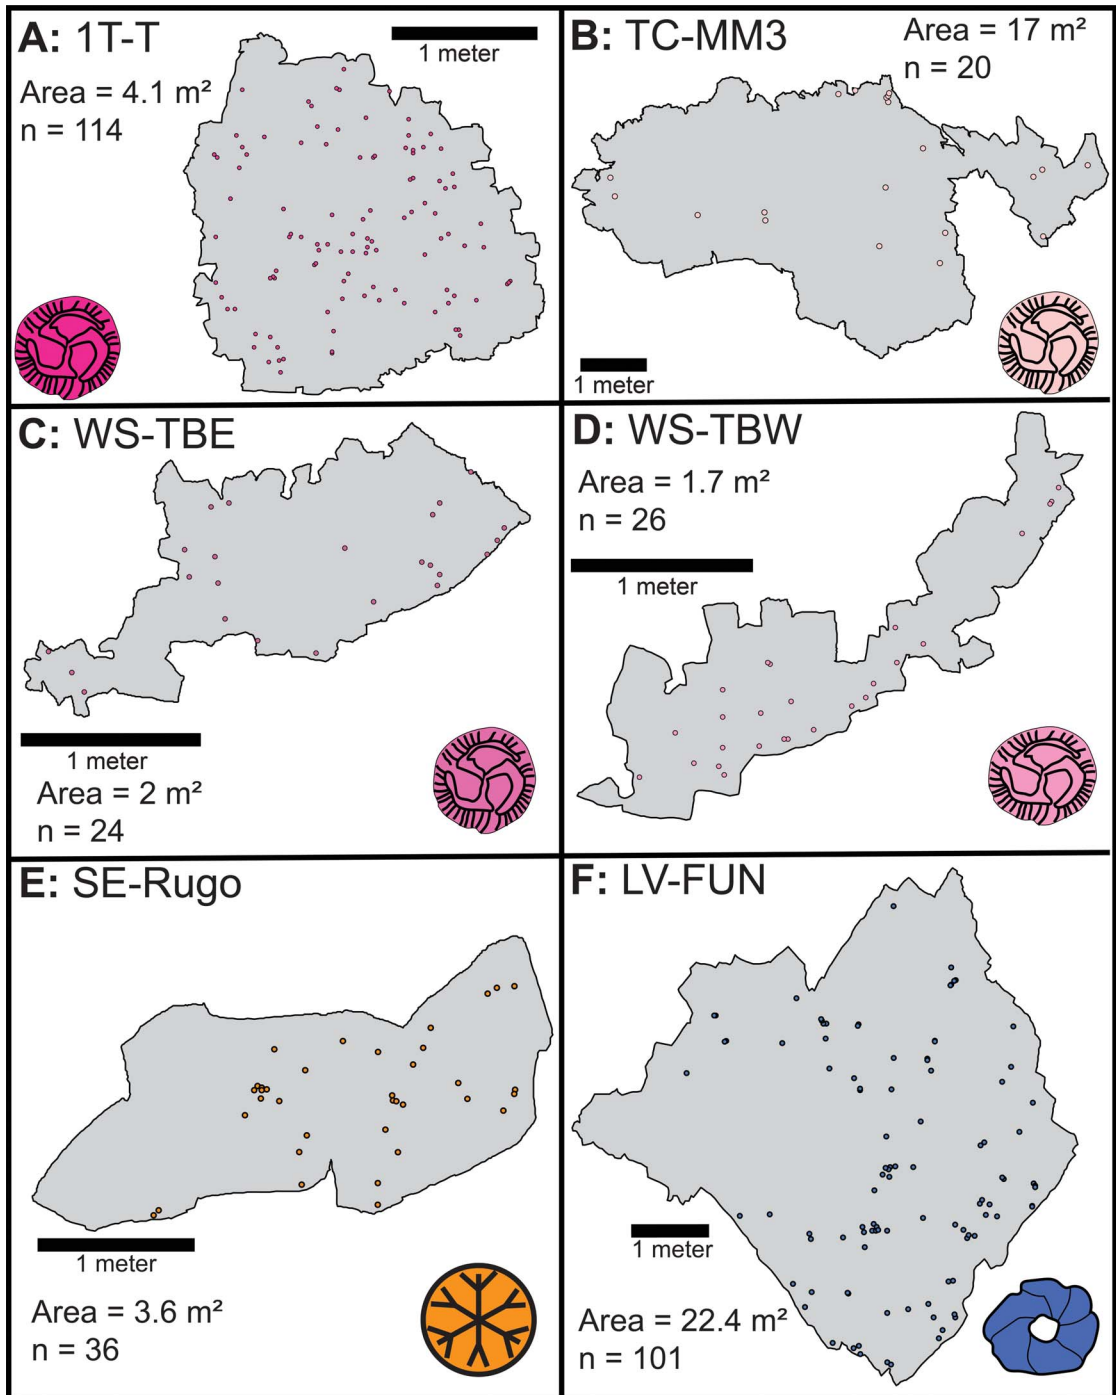 A: 1T-T
1 meter
Area = 4.1 m²
n = 114
B: TC-MM3
Area = 17 m²
n = 20
1 meter
C: WS-TBE
1 meter
Area = 2 m²
n = 24
D: WS-TBW
Area = 1.7 m²
n = 26
1 meter
E: SE-Rugo
1 meter
Area = 3.6 m²
n = 36
F: LV-FUN
1 meter
Area = 22.4 m²
n = 101